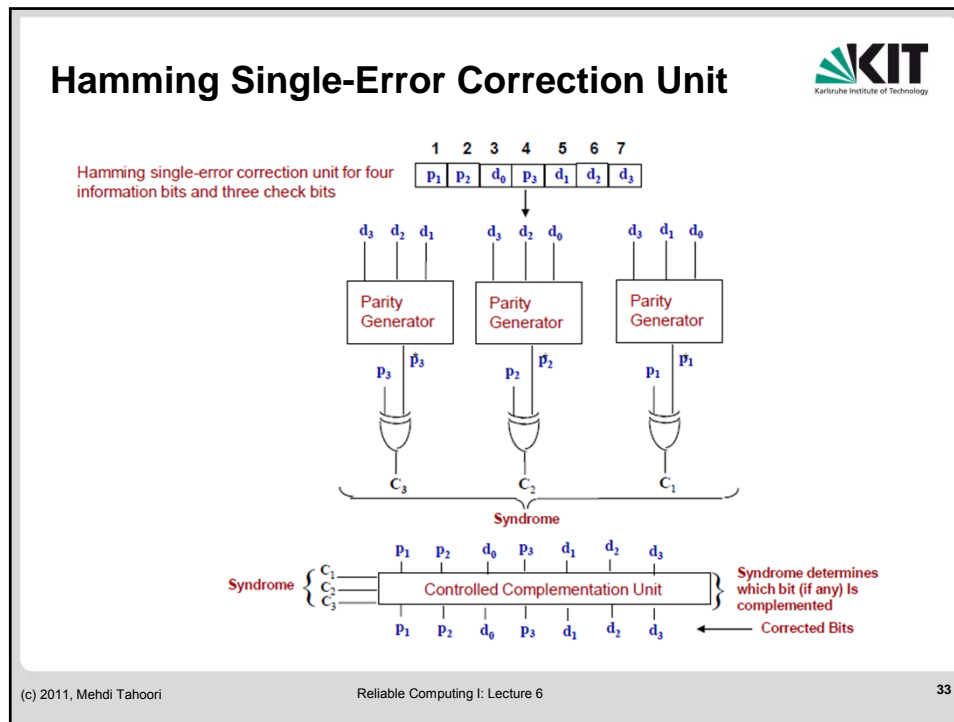 Hamming Single-Error Correction Unit
KIT
Karlsruhe Institute of Technology
Hamming single-error correction unit for four
information bits and three check bits
1 2 3 4 5 6 7
p₁ p₂ d₀ p₃ d₁ d₂ d₃
d₃ d₂ d₁ d₃ d₂ d₀ d₃ d₁ d₀
Parity Parity Parity
Generator Generator Generator
p₃ p*₃ p₂ p*₂ p₁ p*₁
C₃ C₂ C₁
Syndrome
p₁ p₂ d₀ p₃ d₁ d₂ d₃
Syndrome { C₁ C₂ C₃
Controlled Complementation Unit
Syndrome determines
which bit (if any) Is
complemented
p₁ p₂ d₀ p₃ d₁ d₂ d₃
Corrected Bits
(c) 2011, Mehdi Tahoori Reliable Computing I: Lecture 6 33